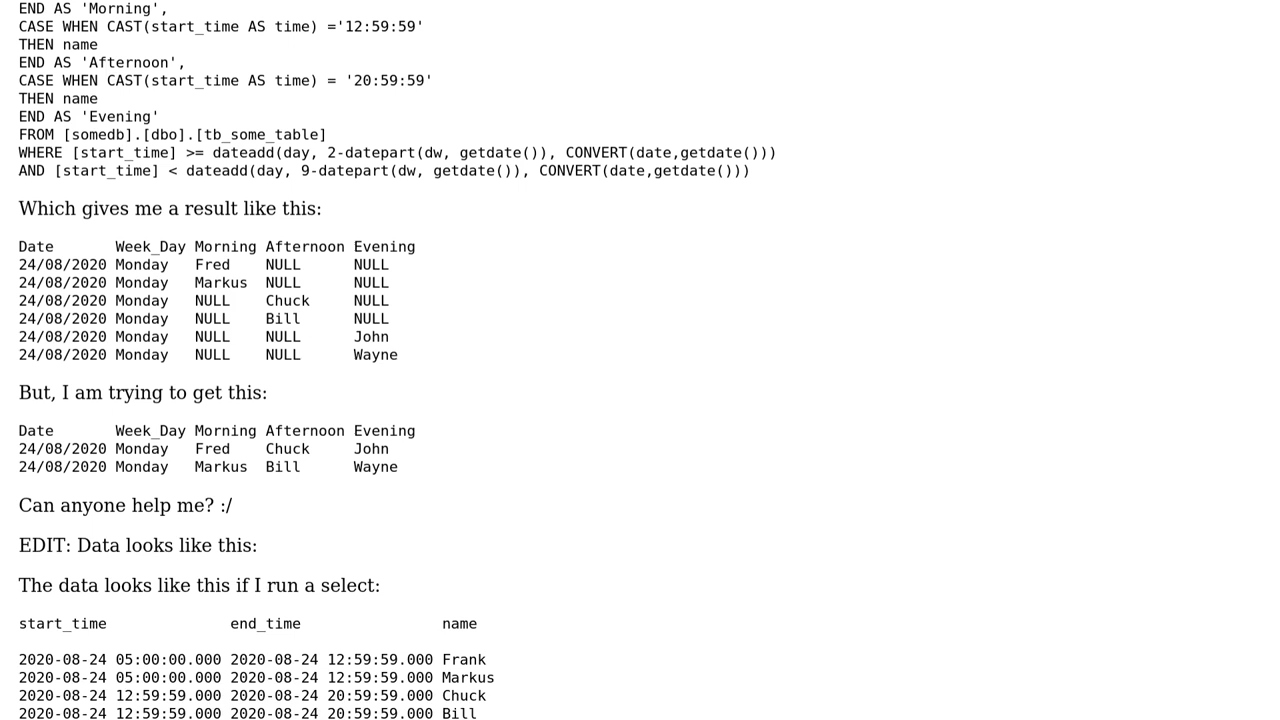 END AS 'Morning',
CASE WHEN CAST(start_time AS time) ='12:59:59'
THEN name
END AS 'Afternoon',
CASE WHEN CAST(start_time AS time) = '20:59:59'
THEN name
END AS 'Evening'
FROM [somedb].[dbo].[tb_some_table]
WHERE [start_time] >= dateadd(day, 2-datepart(dw, getdate()), CONVERT(date,getdate()))
AND [start_time] < dateadd(day, 9-datepart(dw, getdate()), CONVERT(date,getdate()))
Which gives me a result like this:
Date       Week_Day Morning Afternoon Evening
24/08/2020 Monday   Fred    NULL      NULL
24/08/2020 Monday   Markus  NULL      NULL
24/08/2020 Monday   NULL    Chuck     NULL
24/08/2020 Monday   NULL    Bill      NULL
24/08/2020 Monday   NULL    NULL      John
24/08/2020 Monday   NULL    NULL      Wayne
But, I am trying to get this:
Date       Week_Day Morning Afternoon Evening
24/08/2020 Monday   Fred    Chuck     John
24/08/2020 Monday   Markus  Bill      Wayne
Can anyone help me? :/
EDIT: Data looks like this:
The data looks like this if I run a select:
start_time              end_time                name
2020-08-24 05:00:00.000 2020-08-24 12:59:59.000 Frank
2020-08-24 05:00:00.000 2020-08-24 12:59:59.000 Markus
2020-08-24 12:59:59.000 2020-08-24 20:59:59.000 Chuck
2020-08-24 12:59:59.000 2020-08-24 20:59:59.000 Bill